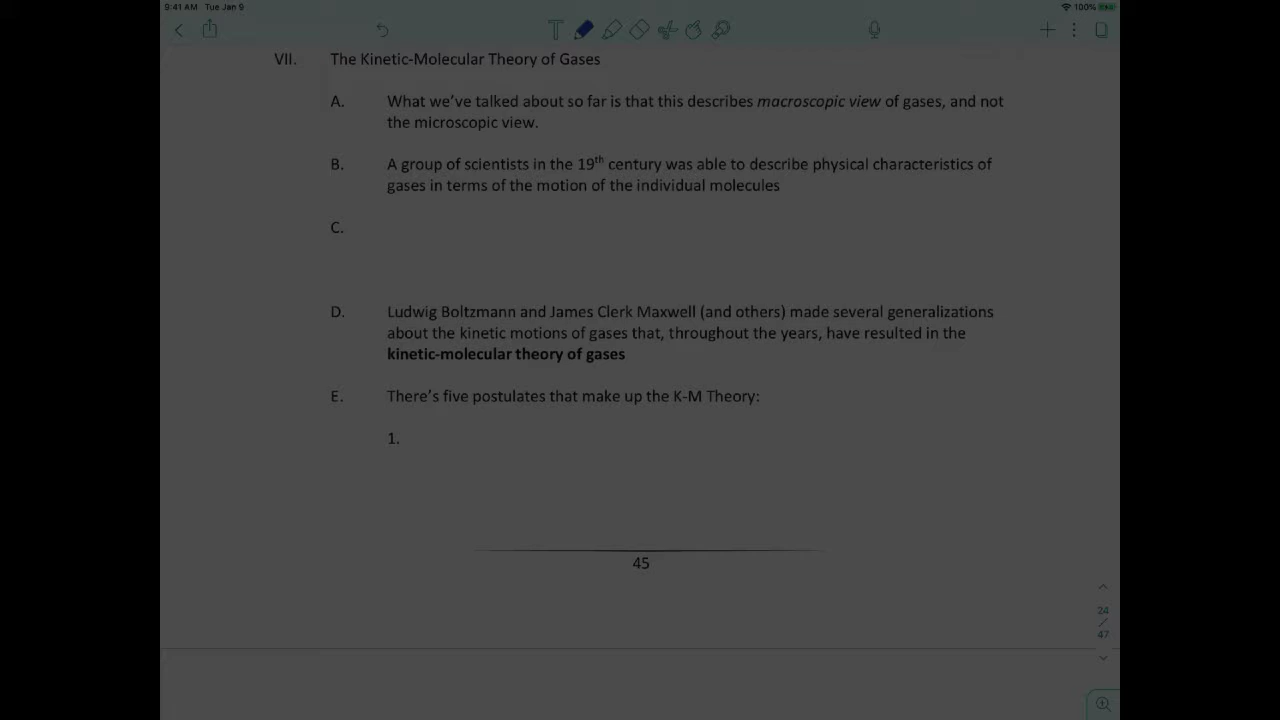 9:41 AM Tue Jan 9
100%
VII. The Kinetic-Molecular Theory of Gases
A. What we've talked about so far is that this describes macroscopic view of gases, and not
the microscopic view.
B. A group of scientists in the 19th century was able to describe physical characteristics of
gases in terms of the motion of the individual molecules
C.
D. Ludwig Boltzmann and James Clerk Maxwell (and others) made several generalizations
about the kinetic motions of gases that, throughout the years, have resulted in the
kinetic-molecular theory of gases
E. There's five postulates that make up the K-M Theory:
1.
45
24
/
47